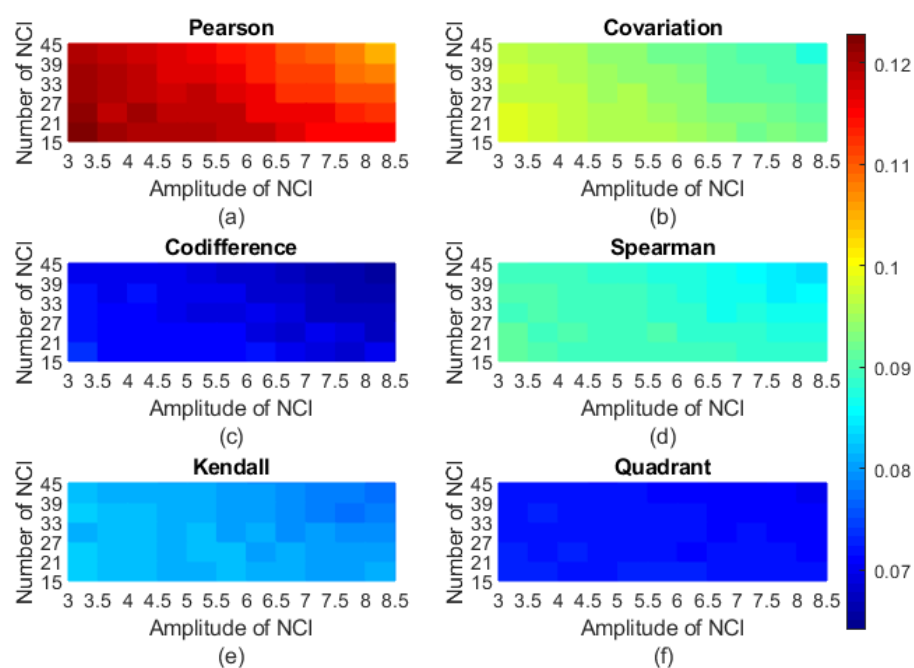 Pearson
Number of NCI
45
39
33
27
21
15
3 3.5 4 4.5 5 5.5 6 6.5 7 7.5 8 8.5
Amplitude of NCI
(a)
Covariation
Number of NCI
45
39
33
27
21
15
3 3.5 4 4.5 5 5.5 6 6.5 7 7.5 8 8.5
Amplitude of NCI
(b)
Codifference
Number of NCI
45
39
33
27
21
15
3 3.5 4 4.5 5 5.5 6 6.5 7 7.5 8 8.5
Amplitude of NCI
(c)
Spearman
Number of NCI
45
39
33
27
21
15
3 3.5 4 4.5 5 5.5 6 6.5 7 7.5 8 8.5
Amplitude of NCI
(d)
Kendall
Number of NCI
45
39
33
27
21
15
3 3.5 4 4.5 5 5.5 6 6.5 7 7.5 8 8.5
Amplitude of NCI
(e)
Quadrant
Number of NCI
45
39
33
27
21
15
3 3.5 4 4.5 5 5.5 6 6.5 7 7.5 8 8.5
Amplitude of NCI
(f)
0.12
0.11
0.1
0.09
0.08
0.07